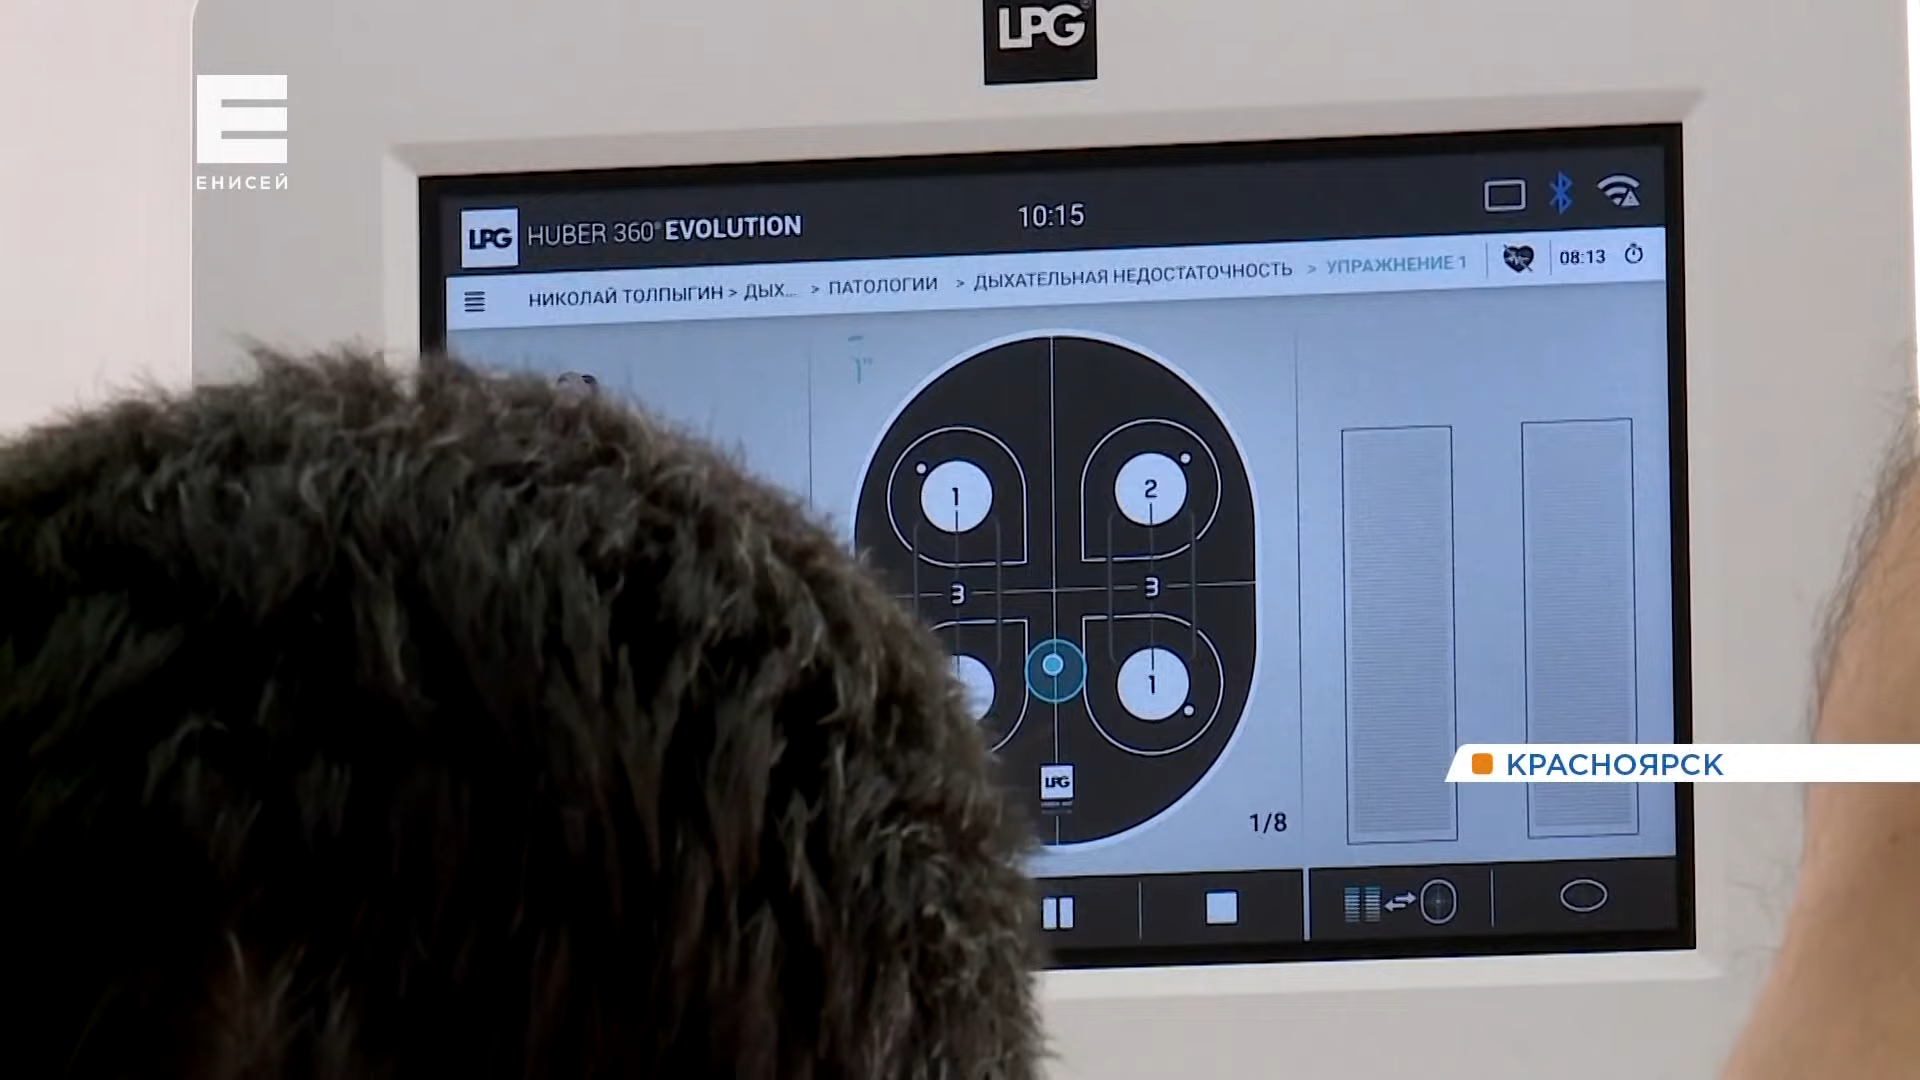 LPG
ЕНИСЕЙ
LPG HUBER 360° EVOLUTION
10:15
НИКОЛАЙ ТОЛПЫГИН > ДЫХ... > ПАТОЛОГИИ > ДЫХАТЕЛЬНАЯ НЕДОСТАТОЧНОСТЬ > УПРАЖНЕНИЕ 1
08:13
1 2
3 3
1
LPG
1/8
КРАСНОЯРСК